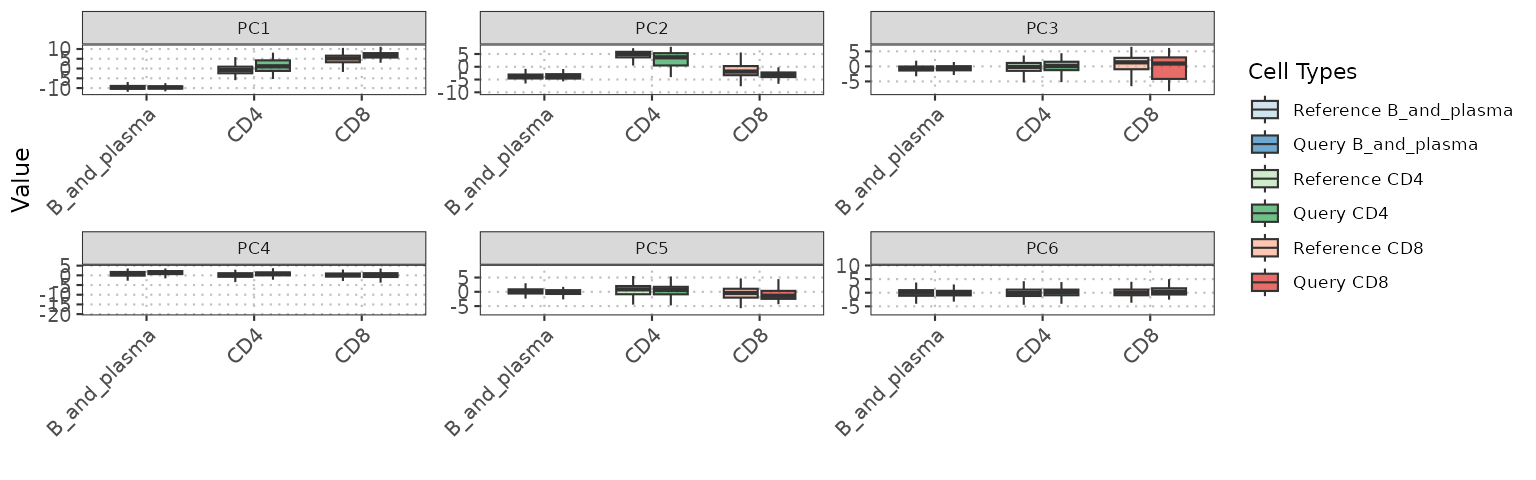 PC1
PC2
PC3
10
5
0
-5
-10
5
0
-10
5
0
-5
B_and_plasma
CD4
CD8
B_and_plasma
CD4
CD8
B_and_plasma
CD4
CD8
Value
PC4
PC5
PC6
5
0
-5
-10
-15
-20
5
0
-5
10
5
0
-5
B_and_plasma
CD4
CD8
B_and_plasma
CD4
CD8
B_and_plasma
CD4
CD8
Cell Types
Reference B_and_plasma
Query B_and_plasma
Reference CD4
Query CD4
Reference CD8
Query CD8